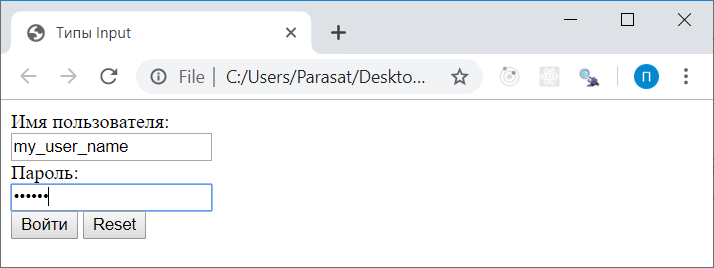 Типы Input
File | C:/Users/Parasat/Deskto...
П
Имя пользователя:
my_user_name
Пароль:
••••••
Войти Reset